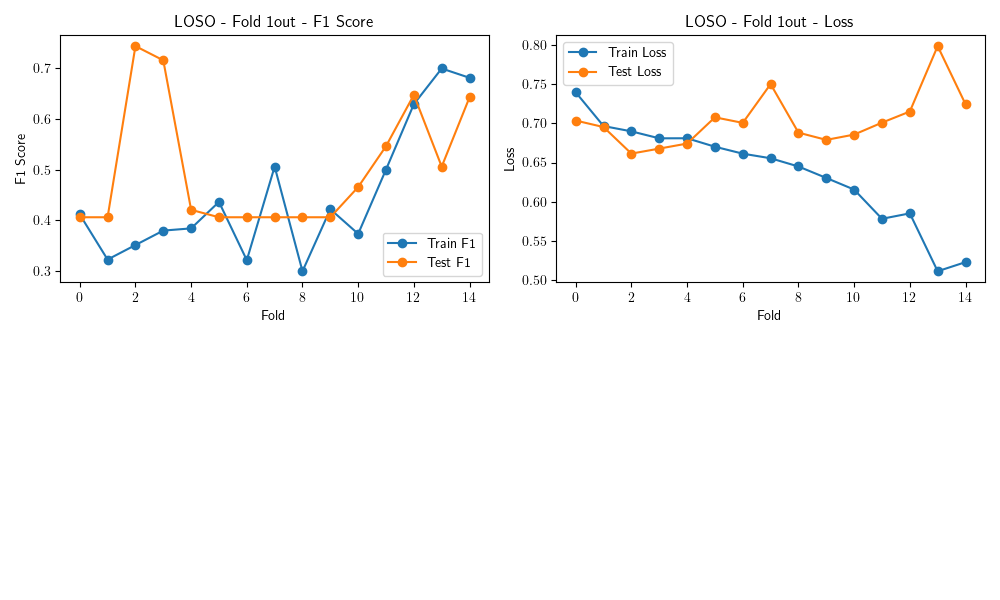 LOSO - Fold 1out - F1 Score
F1 Score
0.7
0.6
0.5
0.4
0.3
Train F1
Test F1
0 2 4 6 8 10 12 14
Fold
LOSO - Fold 1out - Loss
Loss
0.80
0.75
0.70
0.65
0.60
0.55
0.50
Train Loss
Test Loss
0 2 4 6 8 10 12 14
Fold